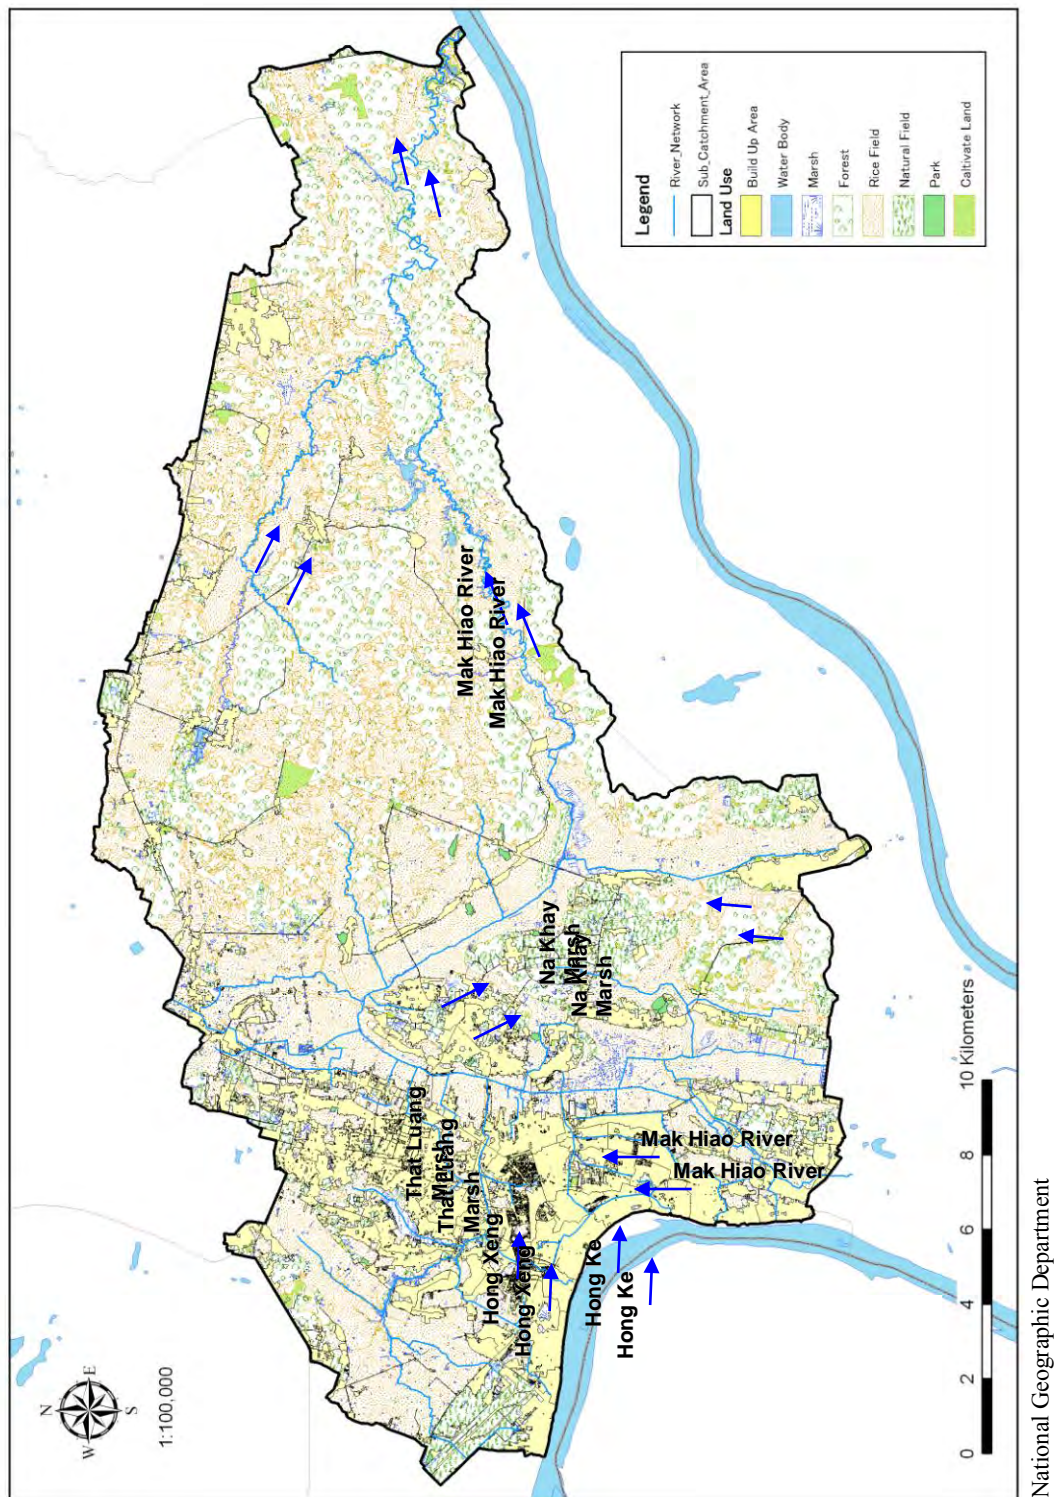 Legend
River_Network
Sub_Catchment_Area
Land Use
Build Up Area
Water Body
Marsh
Forest
Rice Field
Natural Field
Park
Caltivate Land
Mak Hiao River
Mak Hiao River
Na Khay
Marsh
Na Khay
Marsh
That Luang
Marsh
That Luang
Marsh
Mak Hiao River
Mak Hiao River
Hong Xeng
Hong Xeng
Hong Ke
Hong Ke
N
W
E
S
1:100,000
0 2 4 6 8 10 Kilometers
National Geographic Department